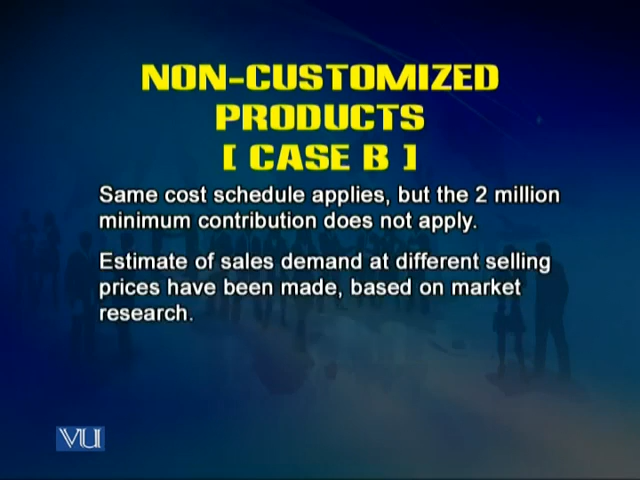 NON-CUSTOMIZED
PRODUCTS
[ CASE B ]
Same cost schedule applies, but the 2 million
minimum contribution does not apply.
Estimate of sales demand at different selling
prices have been made, based on market
research.
VU